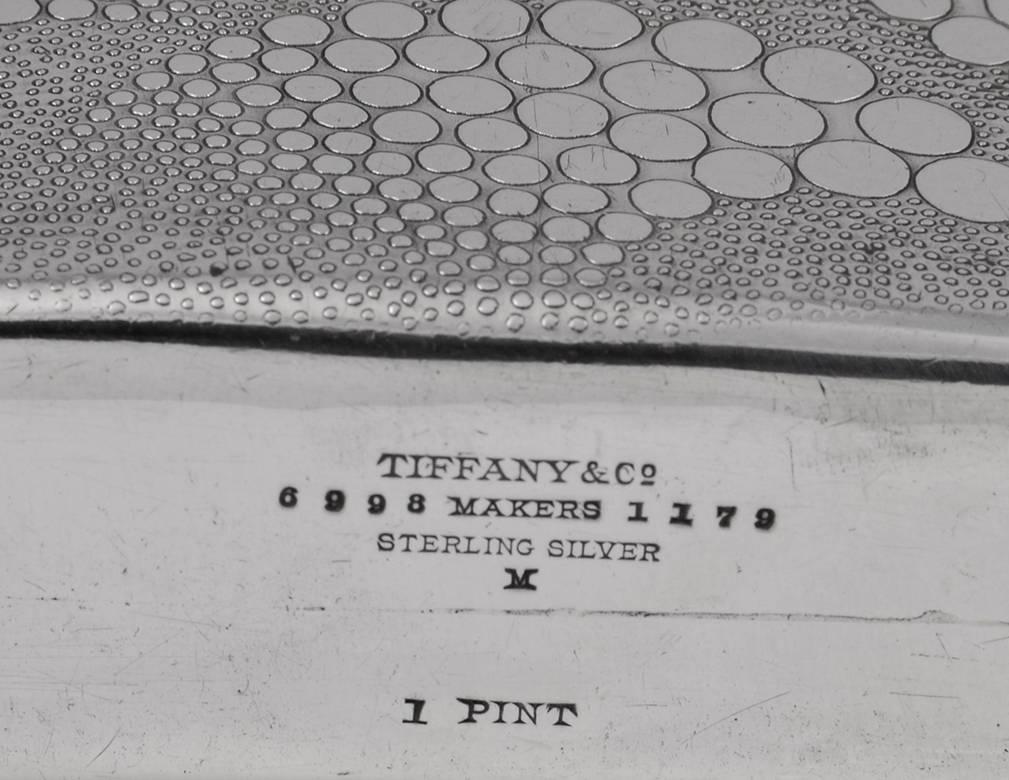 TIFFANY & Cº
6998 MAKERS 1179
STERLING SILVER
M
1 PINT